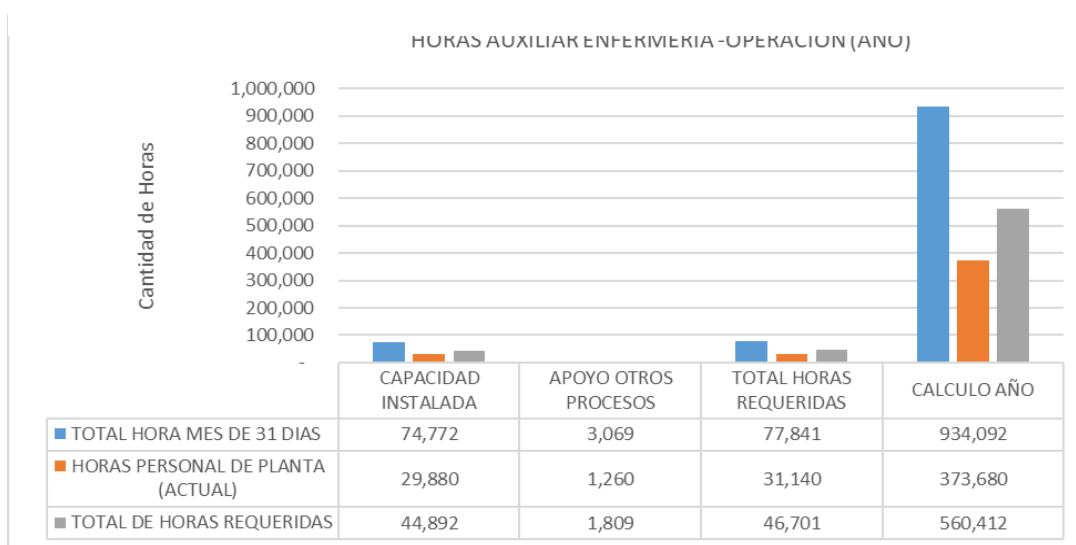 HORAS AUXILIAR ENFERMERIA -OPERACION (AÑO)
Cantidad de Horas
1,000,000
900,000
800,000
700,000
600,000
500,000
400,000
300,000
200,000
100,000
-
CAPACIDAD INSTALADA
APOYO OTROS PROCESOS
TOTAL HORAS REQUERIDAS
CALCULO AÑO
TOTAL HORA MES DE 31 DIAS 74,772 3,069 77,841 934,092
HORAS PERSONAL DE PLANTA (ACTUAL) 29,880 1,260 31,140 373,680
TOTAL DE HORAS REQUERIDAS 44,892 1,809 46,701 560,412